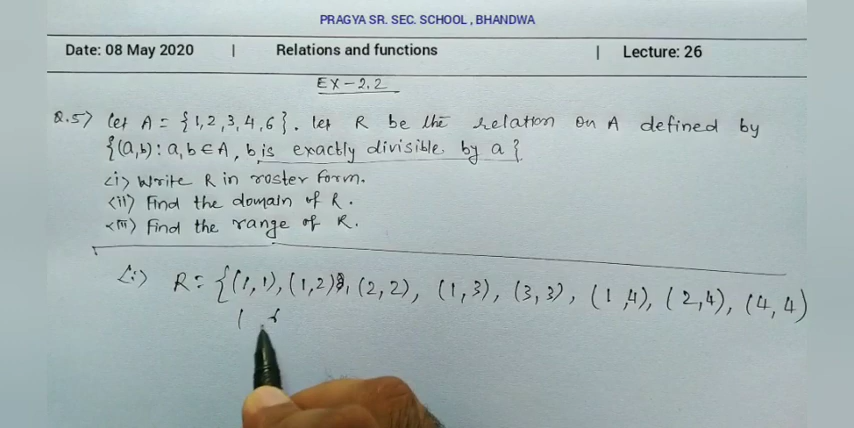 PRAGYA SR. SEC. SCHOOL , BHANDWA
Date: 08 May 2020 | Relations and functions | Lecture: 26
EX-2.2
Q.5) let A = {1,2,3,4,6}. let R be the relation on A defined by
{(a,b): a,b ∈ A, b is exactly divisible by a}
<i> Write R in roster form.
<ii> Find the domain of R.
<iii> Find the range of R.
<i> R = {(1,1), (1,2), (2,2), (1,3), (3,3), (1,4), (2,4), (4,4)
(